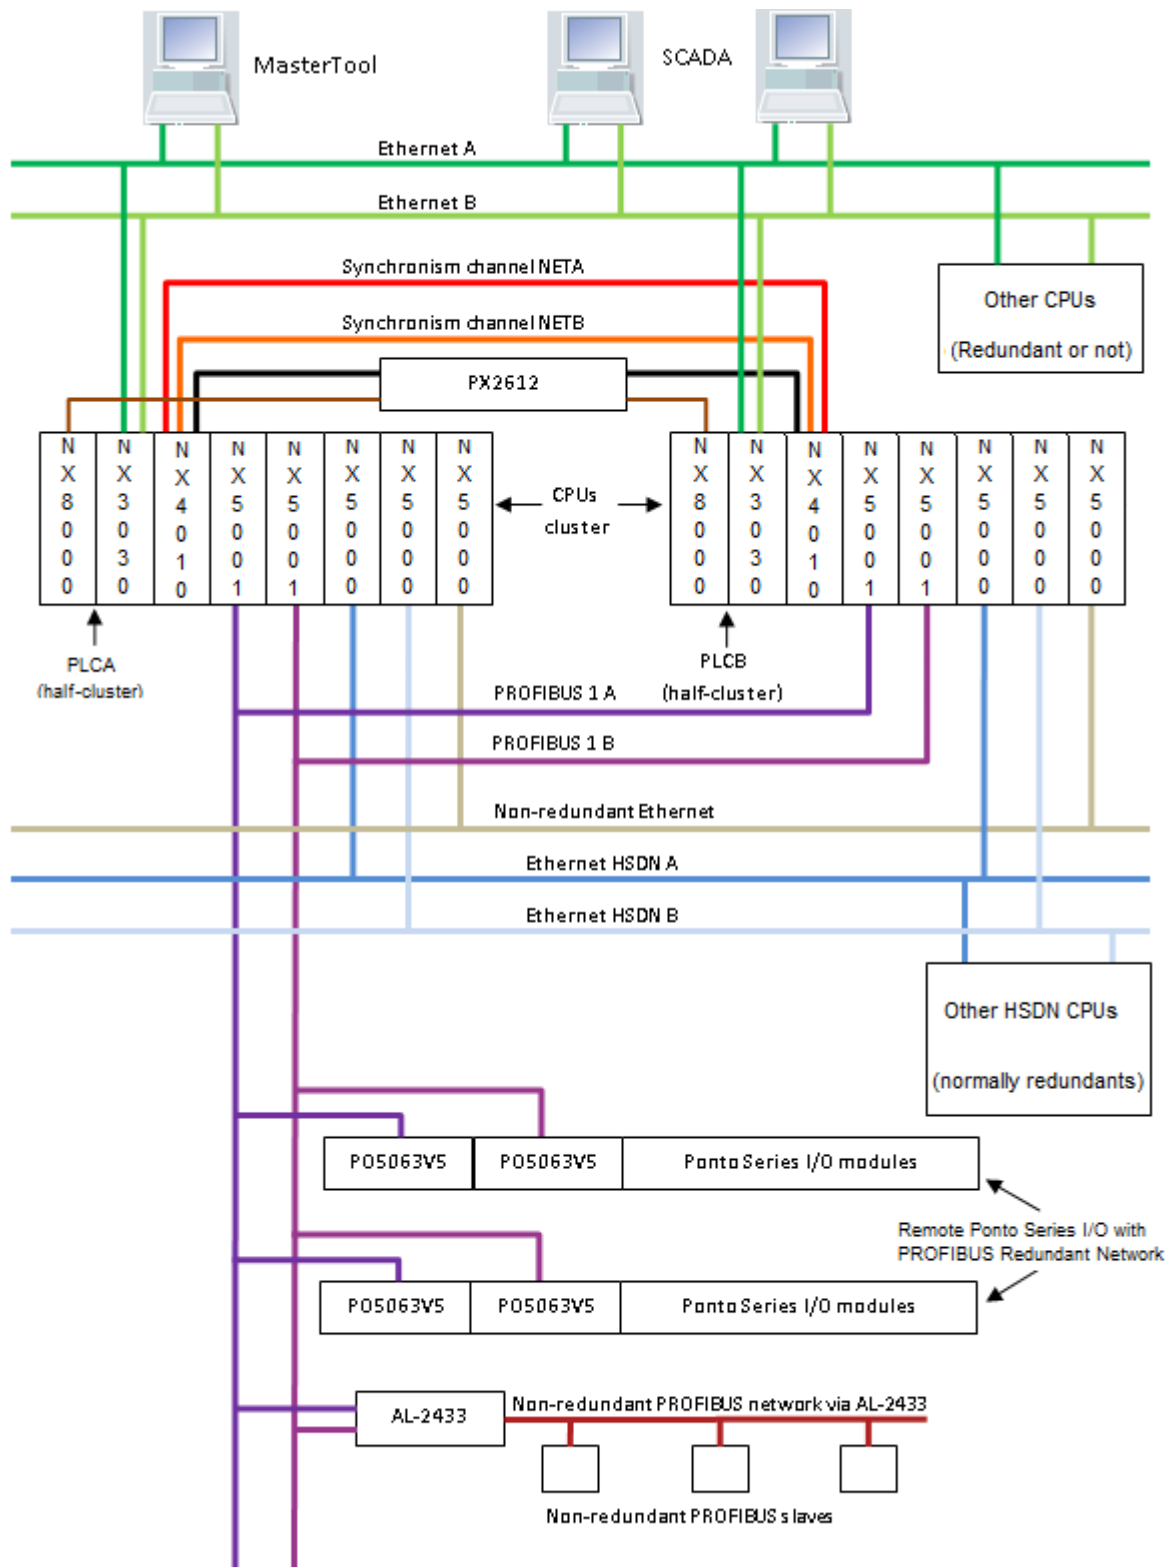 MasterTool
SCADA
Ethernet A
Ethernet B
Synchronism channel NETA
Synchronism channel NETB
Other CPUs
(Redundant or not)
PX2612
NX8000
NX3030
NX4010
NX5001
NX5001
NX5000
NX5000
NX5000
CPUs
cluster
NX8000
NX3030
NX4010
NX5001
NX5001
NX5000
NX5000
NX5000
PLCA
(half-cluster)
PLCB
(half-cluster)
PROFIBUS 1 A
PROFIBUS 1 B
Non-redundant Ethernet
Ethernet HSDN A
Ethernet HSDN B
Other HSDN CPUs
(normally redundants)
PO5063V5
PO5063V5
Ponto Series I/O modules
Remote Ponto Series I/O with
PROFIBUS Redundant Network
PO5063V5
PO5063V5
Ponto Series I/O modules
AL-2433
Non-redundant PROFIBUS network via AL-2433
Non-redundant PROFIBUS slaves